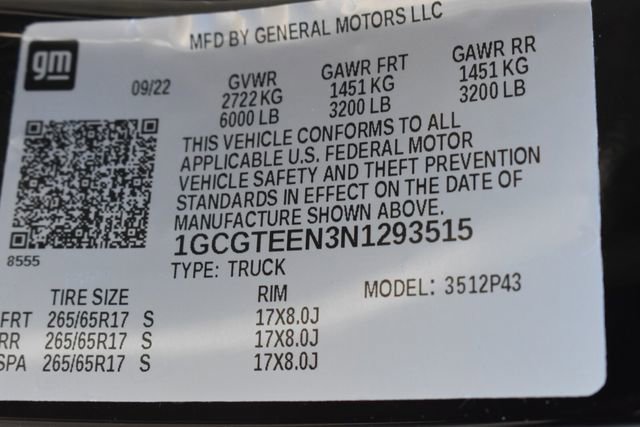 MFD BY GENERAL MOTORS LLC
gm
09/22 GVWR GAWR FRT GAWR RR
2722 KG 1451 KG 1451 KG
6000 LB 3200 LB 3200 LB
THIS VEHICLE CONFORMS TO ALL
APPLICABLE U.S. FEDERAL MOTOR
VEHICLE SAFETY AND THEFT PREVENTION
STANDARDS IN EFFECT ON THE DATE OF
MANUFACTURE SHOWN ABOVE.
1GCGTEEN3N1293515
8555
TYPE: TRUCK
MODEL: 3512P43
TIRE SIZE RIM
FRT 265/65R17 S 17X8.0J
RR 265/65R17 S 17X8.0J
SPA 265/65R17 S 17X8.0J